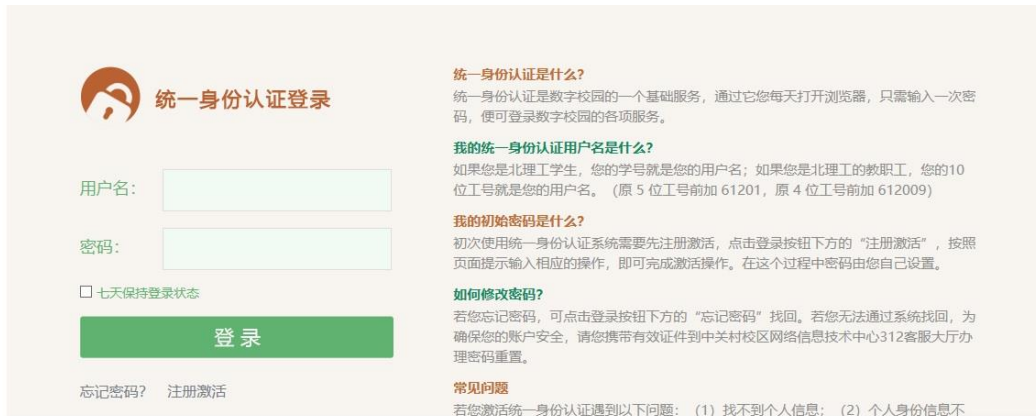 统一身份认证登录
用户名：
密码：
七天保持登录状态
登录
忘记密码？ 注册激活
统一身份认证是什么？
统一身份认证是数字校园的一个基础服务，通过它您每天打开浏览器，只需输入一次密
码，便可登录数字校园的各项服务。
我的统一身份认证用户名是什么？
如果您是北理工学生，您的学号就是您的用户名；如果您是北理工的教职工，您的10
位工号就是您的用户名。（原 5 位工号前加 61201，原 4 位工号前加 612009）
我的初始密码是什么？
初次使用统一身份认证系统需要先注册激活，点击登录按钮下方的“注册激活”，按照
页面提示输入相应的操作，即可完成激活操作。在这个过程中密码由您自己设置。
如何修改密码？
若您忘记密码，可点击登录按钮下方的“忘记密码”找回。若您无法通过系统找回，为
确保您的账户安全，请您携带有效证件到中关村校区网络信息技术中心312客服大厅办
理密码重置。
常见问题
若您激活统一身份认证遇到以下问题：（1）找不到个人信息；（2）个人身份信息不